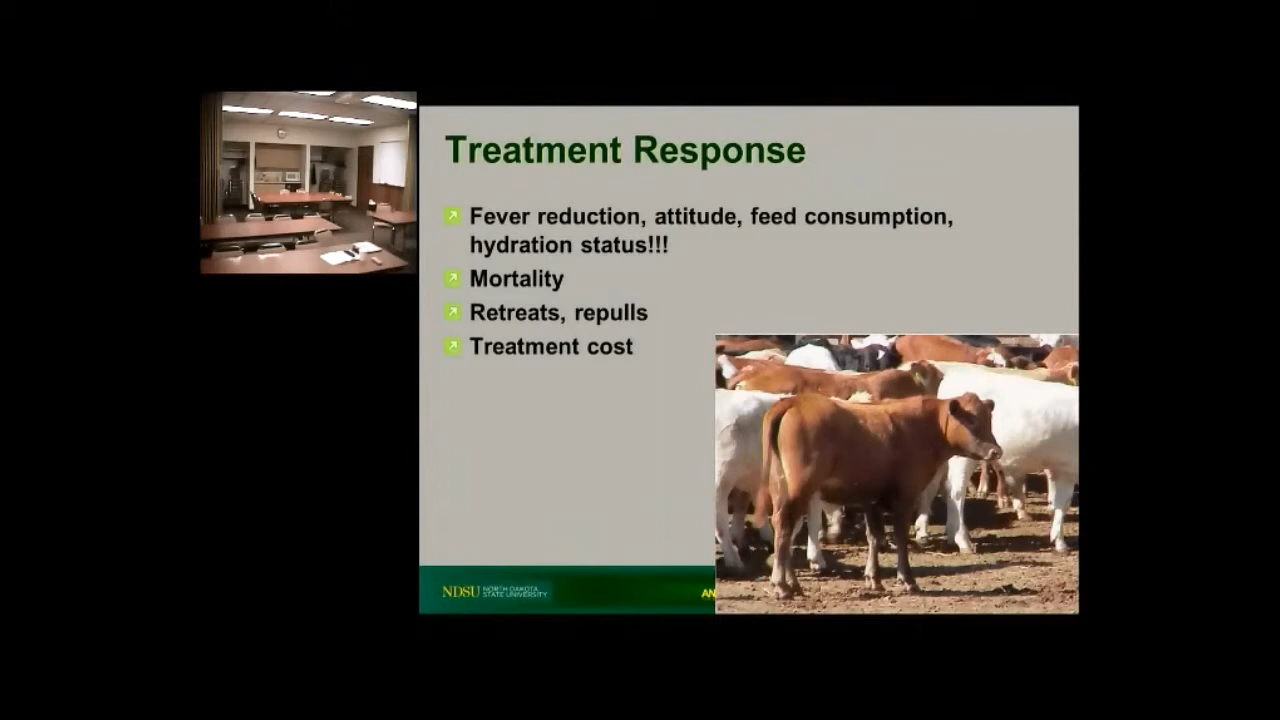 Treatment Response
Fever reduction, attitude, feed consumption,
hydration status!!!
Mortality
Retreats, repulls
Treatment cost
NDSU NORTH DAKOTA
STATE UNIVERSITY
AN